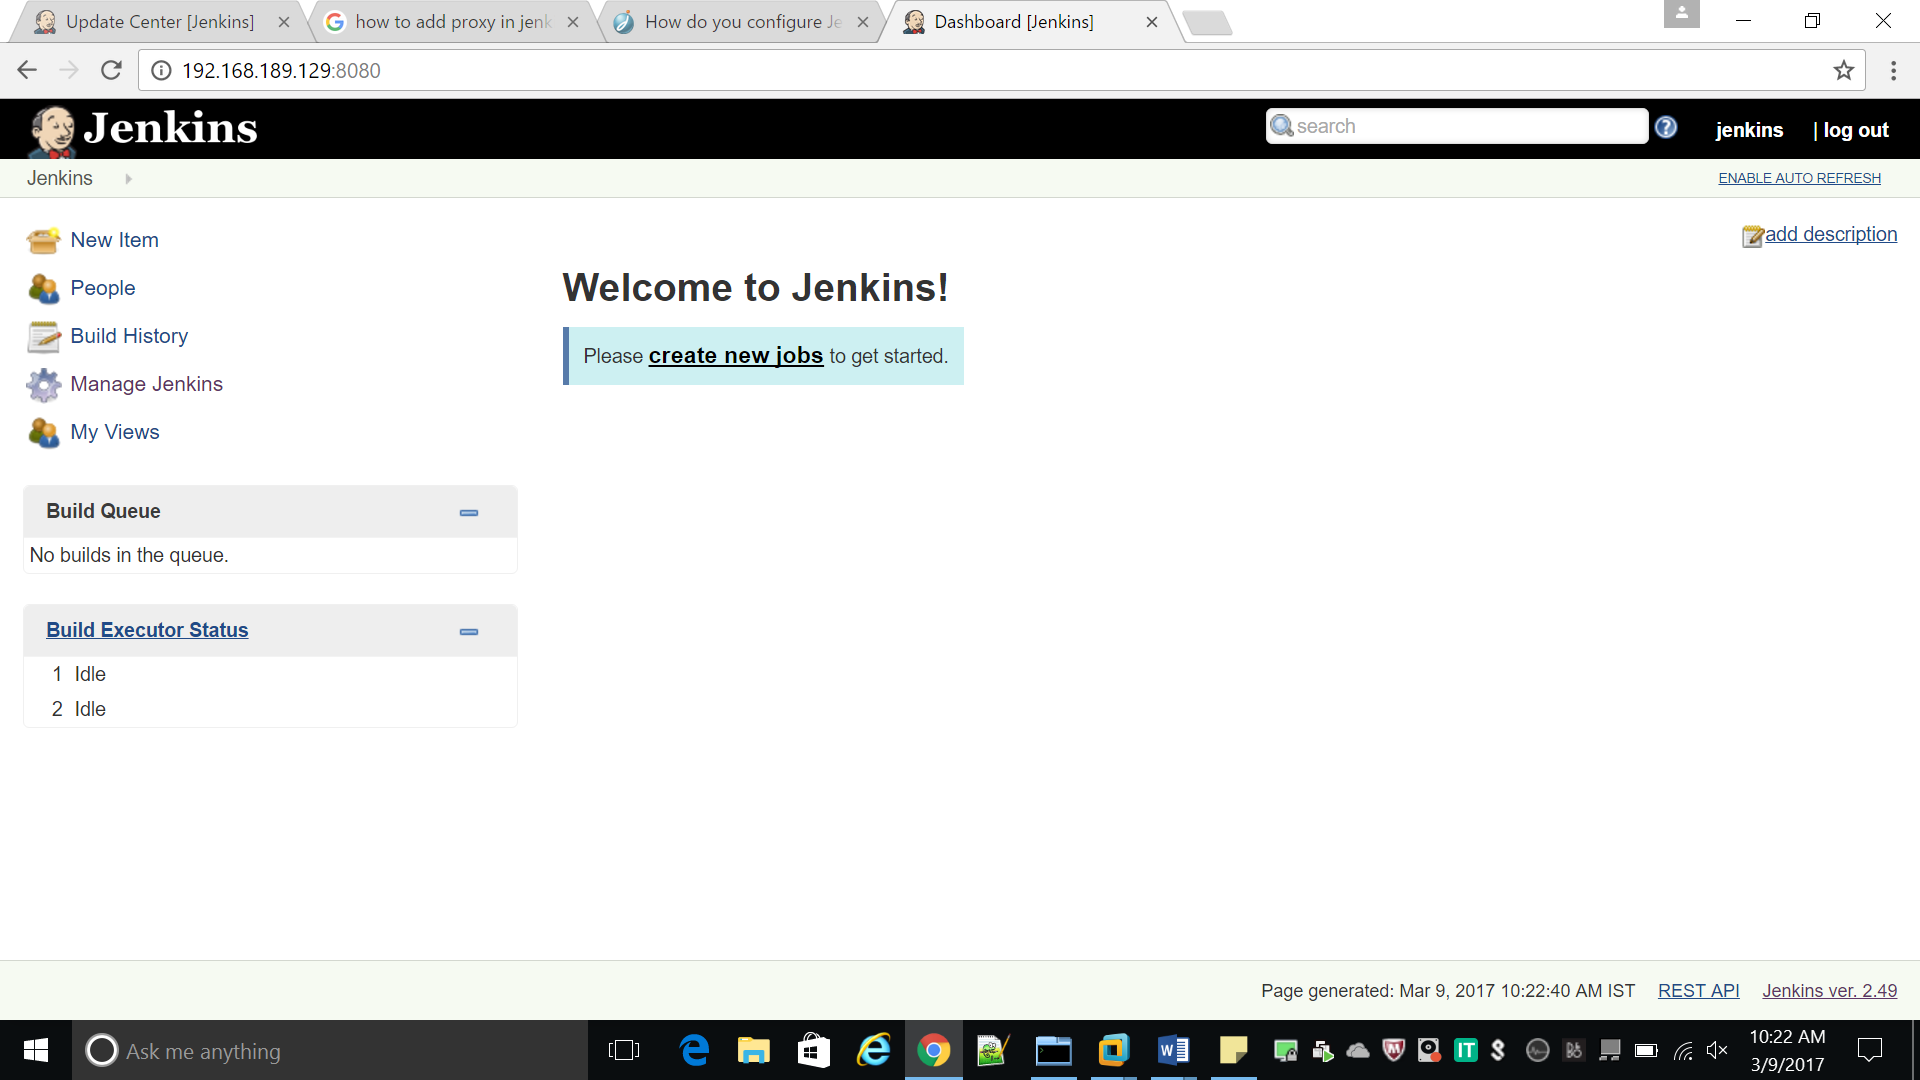 Update Center [Jenkins]
how to add proxy in jenk
How do you configure Je
Dashboard [Jenkins]
192.168.189.129:8080
Jenkins
search
jenkins
| log out
Jenkins
ENABLE AUTO REFRESH
New Item
People
Build History
Manage Jenkins
My Views
add description
Welcome to Jenkins!
Please create new jobs to get started.
Build Queue
No builds in the queue.
Build Executor Status
1 Idle
2 Idle
Page generated: Mar 9, 2017 10:22:40 AM IST
REST API
Jenkins ver. 2.49
Ask me anything
IT
10:22 AM
3/9/2017